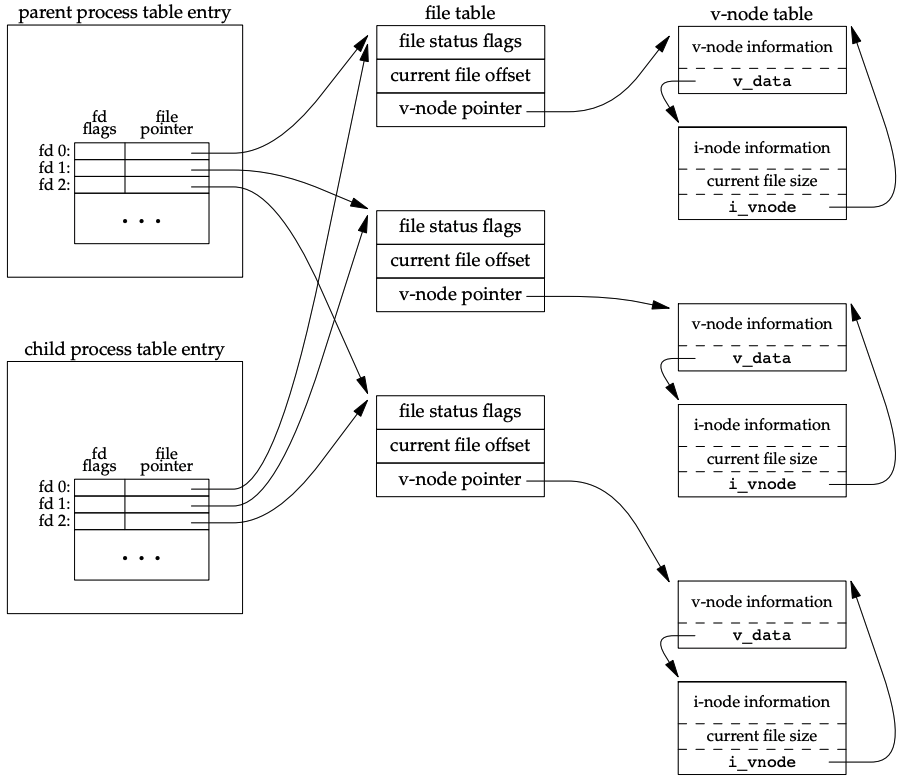 parent process table entry
fd flags
file pointer
fd 0:
fd 1:
fd 2:
• • •
child process table entry
fd flags
file pointer
fd 0:
fd 1:
fd 2:
• • •
file table
file status flags
current file offset
v-node pointer
file status flags
current file offset
v-node pointer
file status flags
current file offset
v-node pointer
v-node table
v-node information
v_data
i-node information
current file size
i_vnode
v-node information
v_data
i-node information
current file size
i_vnode
v-node information
v_data
i-node information
current file size
i_vnode